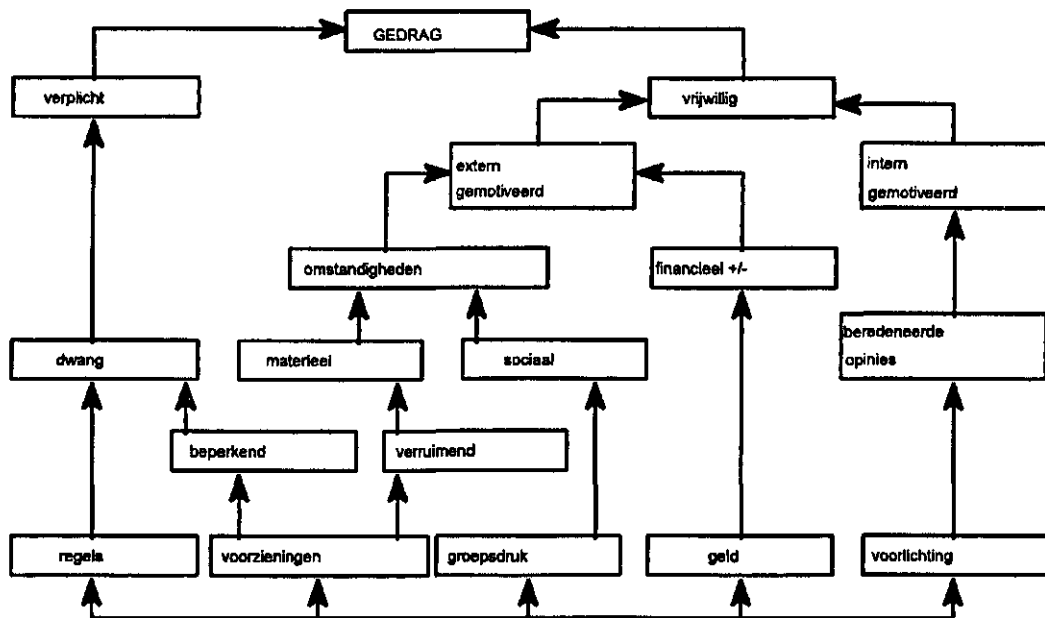 GEDRAG
verplicht
vrijwillig
extern
gemotiveerd
intern
gemotiveerd
omstandigheden
financieel +/-
beredeneerde
opinies
dwang
materieel
sociaal
beperkend
verruimend
regels
voorzieningen
groepsdruk
geld
voorlichting